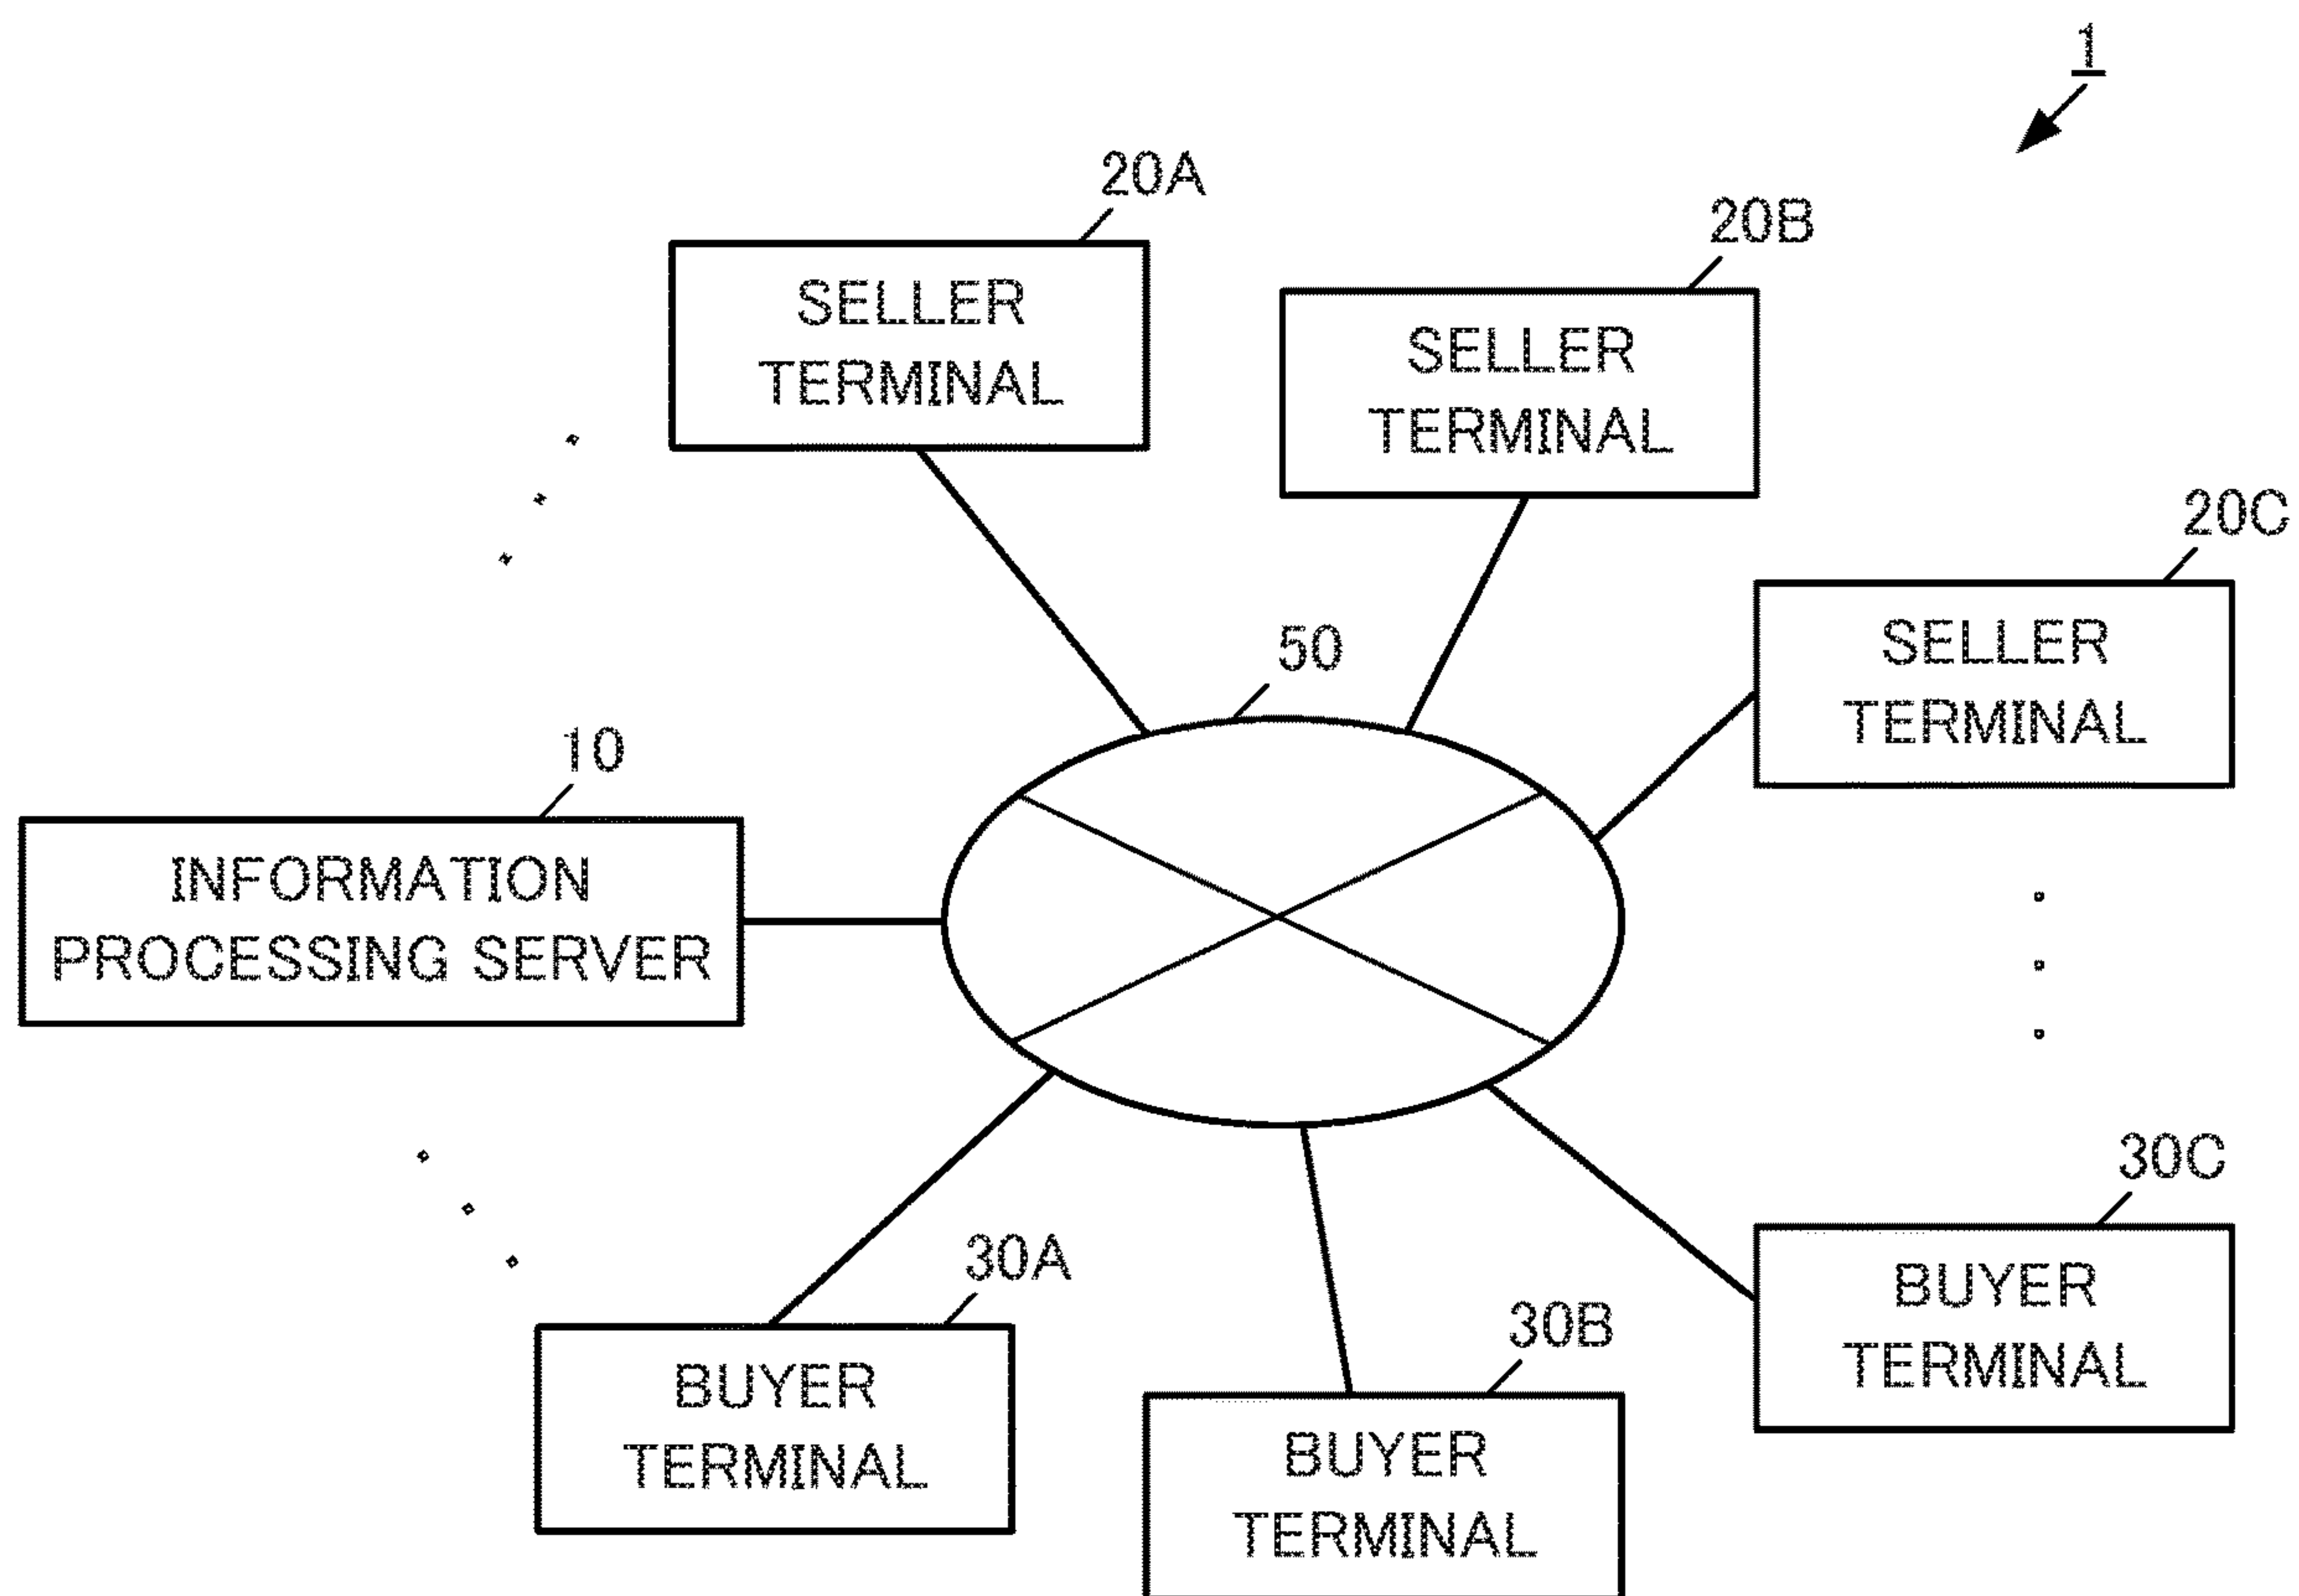 1
20A
SELLER
TERMINAL
20B
SELLER
TERMINAL
20C
SELLER
TERMINAL
50
10
INFORMATION
PROCESSING SERVER
30A
BUYER
TERMINAL
30B
BUYER
TERMINAL
30C
BUYER
TERMINAL